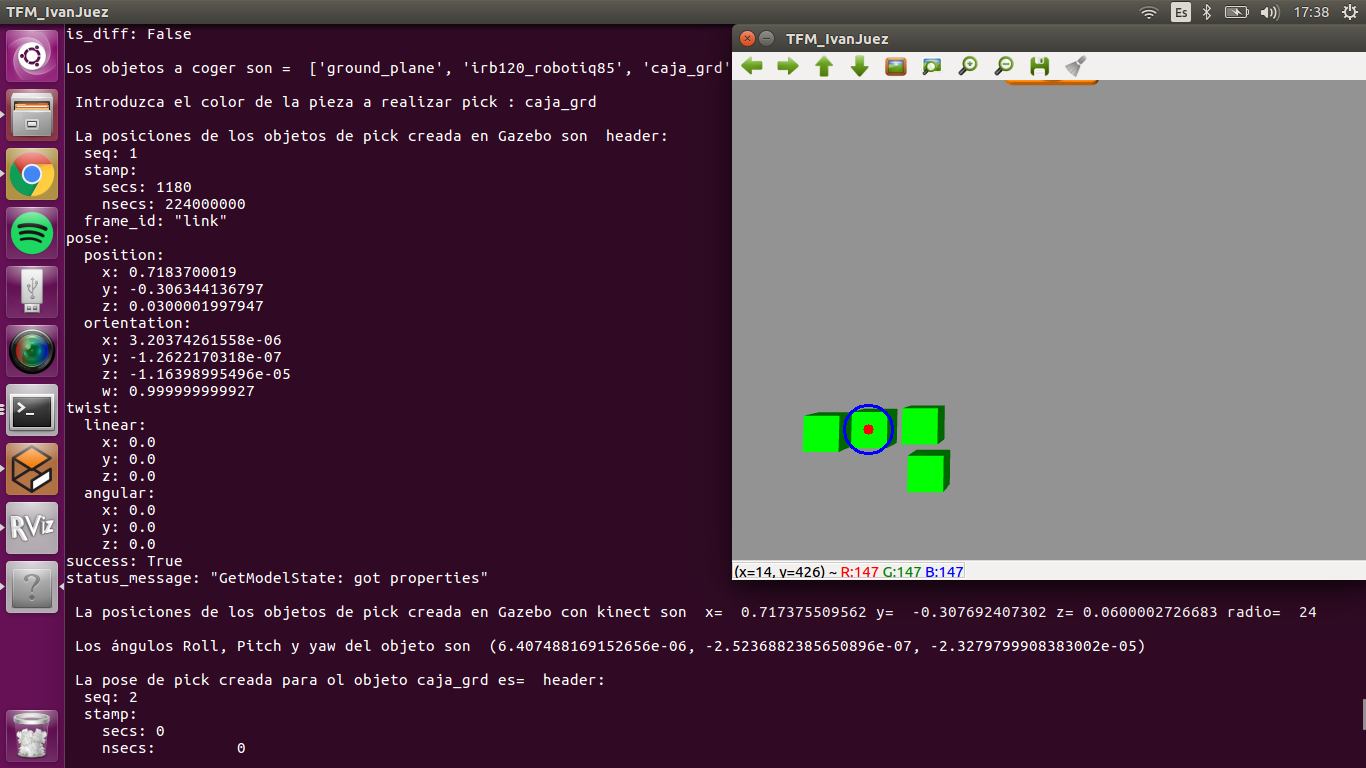 TFM_IvanJuez
Es
17:38
is_diff: False
Los objetos a coger son =  ['ground_plane', 'irb120_robotiq85', 'caja_grd'
 Introduzca el color de la pieza a realizar pick : caja_grd
 La posiciones de los objetos de pick creada en Gazebo son  header:
  seq: 1
  stamp:
    secs: 1180
    nsecs: 224000000
  frame_id: "link"
pose:
  position:
    x: 0.7183700019
    y: -0.306344136797
    z: 0.0300001997947
  orientation:
    x: 3.20374261558e-06
    y: -1.2622170318e-07
    z: -1.16398995496e-05
    w: 0.999999999927
twist:
  linear:
    x: 0.0
    y: 0.0
    z: 0.0
  angular:
    x: 0.0
    y: 0.0
    z: 0.0
success: True
status_message: "GetModelState: got properties"
 La posiciones de los objetos de pick creada en Gazebo con kinect son  x=  0.717375509562 y=  -0.307692407302 z= 0.0600002726683 radio=  24
 Los ángulos Roll, Pitch y yaw del objeto son  (6.407488169152656e-06, -2.5236882385650896e-07, -2.3279799908383002e-05)
 La pose de pick creada para ol objeto caja_grd es=  header:
  seq: 2
  stamp:
    secs: 0
    nsecs:         0
TFM_IvanJuez
(x=14, y=426) ~ R:147 G:147 B:147
RViz